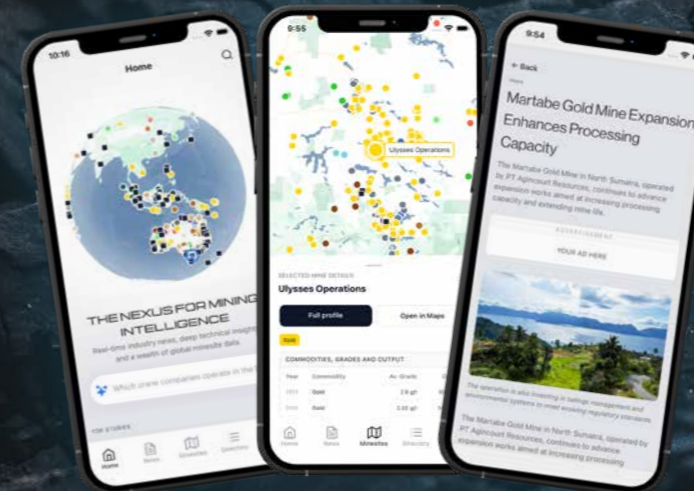 10:16
Home
THE NEXUS FOR MINING
INTELLIGENCE
Real-time industry news, deep technical insights
and a wealth of global minesite data.
Which crane companies operate in the
TOP STORIES
Home
News
Minesites
Directory
9:55
Ulysses Operations
SELECTED MINE DETAILS
Ulysses Operations
Full profile
Open in Maps
Gold
COMMODITIES, GRADES AND OUTPUT
Year Commodity Av. Grade
Gold
Gold
Home
News
Minesites
Directory
9:54
← Back
Martabe Gold Mine Expansion
Enhances Processing
Capacity
The Martabe Gold Mine in North Sumatra, operated
by PT Agincourt Resources, continues to advance
expansion works aimed at increasing processing
capacity and extending mine life.
ADVERTISEMENT
YOUR AD HERE
The operation is also investing in tailings management and
environmental systems to meet evolving regulatory standards
The Martabe Gold Mine in North Sumatra, operated by
PT Agincourt Resources, continues to advance
expansion works aimed at increasing processing